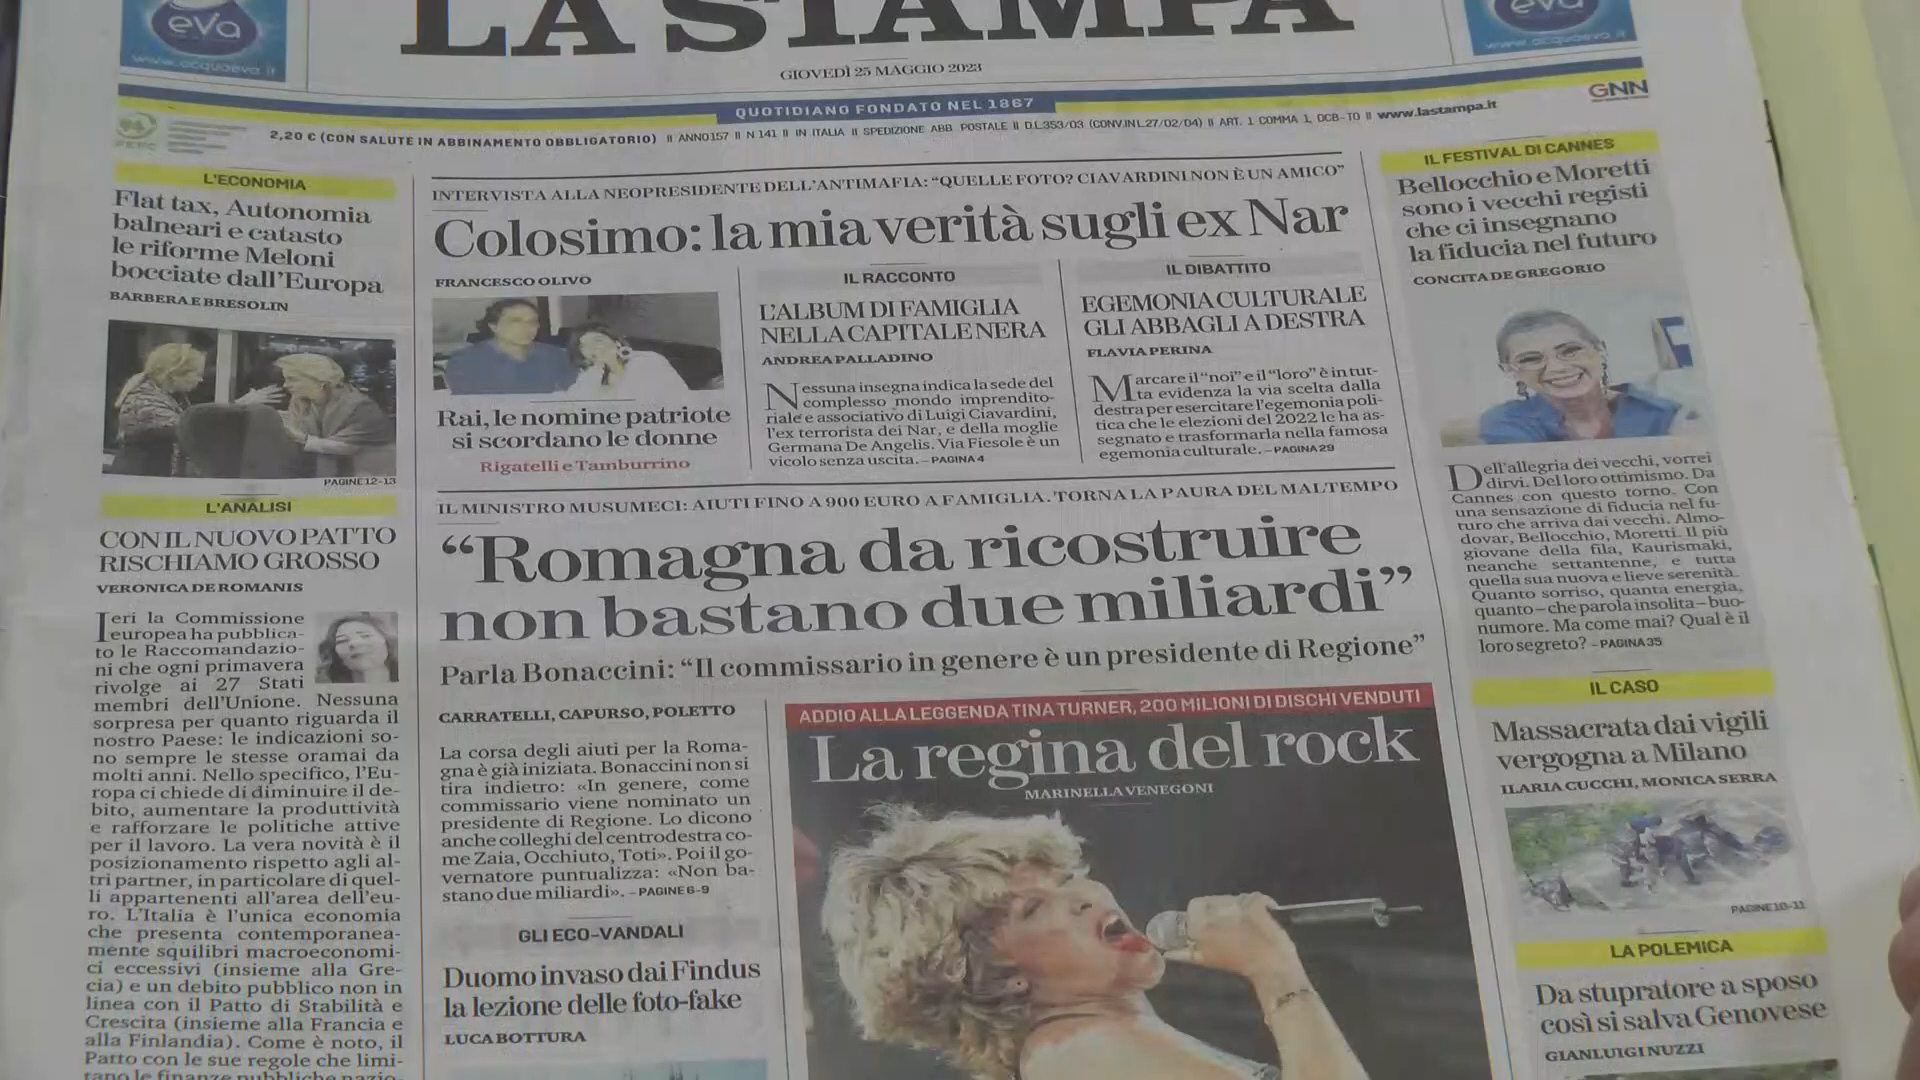 eva
www.acquaeva.it
LA STAMPA
eva
www.acquaeva.it
GIOVEDÌ 25 MAGGIO 2023
QUOTIDIANO FONDATO NEL 1867
GNN
2,20 € (CON SALUTE IN ABBINAMENTO OBBLIGATORIO) II ANNO 157 II N 141 II IN ITALIA II SPEDIZIONE ABB. POSTALE II D.L.353/03 (CONV.IN L.27/02/04) II ART. 1 COMMA 1, DCB-TO II www.lastampa.it
L'ECONOMIA
Flat tax, Autonomia
balneari e catasto
le riforme Meloni
bocciate dall'Europa
BARBERA E BRESOLIN
PAGINE 12-13
L'ANALISI
CON IL NUOVO PATTO
RISCHIAMO GROSSO
VERONICA DE ROMANIS
Ieri la Commissione
europea ha pubblica-
to le Raccomandazio-
ni che ogni primavera
rivolge ai 27 Stati
membri dell'Unione. Nessuna
sorpresa per quanto riguarda il
nostro Paese: le indicazioni so-
no sempre le stesse oramai da
molti anni. Nello specifico, l'Eu-
ropa ci chiede di diminuire il de-
bito, aumentare la produttività
e rafforzare le politiche attive
per il lavoro. La vera novità è il
posizionamento rispetto agli al-
tri partner, in particolare di quel-
li appartenenti all'area dell'eu-
ro. L'Italia è l'unica economia
che presenta contemporanea-
mente squilibri macroeconomi-
ci eccessivi (insieme alla Gre-
cia) e un debito pubblico non in
linea con il Patto di Stabilità e
Crescita (insieme alla Francia e
alla Finlandia). Come è noto, il
Patto con le sue regole che limi-
tano le finanze pubbliche nazio-
INTERVISTA ALLA NEOPRESIDENTE DELL'ANTIMAFIA: "QUELLE FOTO? CIAVARDINI NON È UN AMICO"
Colosimo: la mia verità sugli ex Nar
FRANCESCO OLIVO
Rai, le nomine patriote
si scordano le donne
Rigatelli e Tamburrino
IL RACCONTO
L'ALBUM DI FAMIGLIA
NELLA CAPITALE NERA
ANDREA PALLADINO
Nessuna insegna indica la sede del
complesso mondo imprendito-
riale e associativo di Luigi Ciavardini,
l'ex terrorista dei Nar, e della moglie
Germana De Angelis. Via Fiesole è un
vicolo senza uscita. – PAGINA 4
IL DIBATTITO
EGEMONIA CULTURALE
GLI ABBAGLI A DESTRA
FLAVIA PERINA
Marcare il "noi" e il "loro" è in tut-
ta evidenza la via scelta dalla
destra per esercitare l'egemonia poli-
tica che le elezioni del 2022 le ha as-
segnato e trasformarla nella famosa
egemonia culturale. – PAGINA 29
IL MINISTRO MUSUMECI: AIUTI FINO A 900 EURO A FAMIGLIA. TORNA LA PAURA DEL MALTEMPO
"Romagna da ricostruire
non bastano due miliardi"
Parla Bonaccini: "Il commissario in genere è un presidente di Regione"
CARRATELLI, CAPURSO, POLETTO
La corsa degli aiuti per la Roma-
gna è già iniziata. Bonaccini non si
tira indietro: «In genere, come
commissario viene nominato un
presidente di Regione. Lo dicono
anche colleghi del centrodestra co-
me Zaia, Occhiuto, Toti». Poi il go-
vernatore puntualizza: «Non ba-
stano due miliardi». – PAGINE 6-9
GLI ECO-VANDALI
Duomo invaso dai Findus
la lezione delle foto-fake
LUCA BOTTURA
ADDIO ALLA LEGGENDA TINA TURNER, 200 MILIONI DI DISCHI VENDUTI
La regina del rock
MARINELLA VENEGONI
IL FESTIVAL DI CANNES
Bellocchio e Moretti
sono i vecchi registi
che ci insegnano
la fiducia nel futuro
CONCITA DE GREGORIO
Dell'allegria dei vecchi, vorrei
dirvi. Del loro ottimismo. Da
Cannes con questo torno. Con
una sensazione di fiducia nel fu-
turo che arriva dai vecchi. Almo-
dovar, Bellocchio, Moretti. Il più
giovane della fila, Kaurismaki,
neanche settantenne, e tutta
quella sua nuova e lieve serenità.
Quanto sorriso, quanta energia,
quanto – che parola insolita – buo-
numore. Ma come mai? Qual è il
loro segreto? – PAGINA 35
IL CASO
Massacrata dai vigili
vergogna a Milano
ILARIA CUCCHI, MONICA SERRA
PAGINE 10-11
LA POLEMICA
Da stupratore a sposo
così si salva Genovese
GIANLUIGI NUZZI